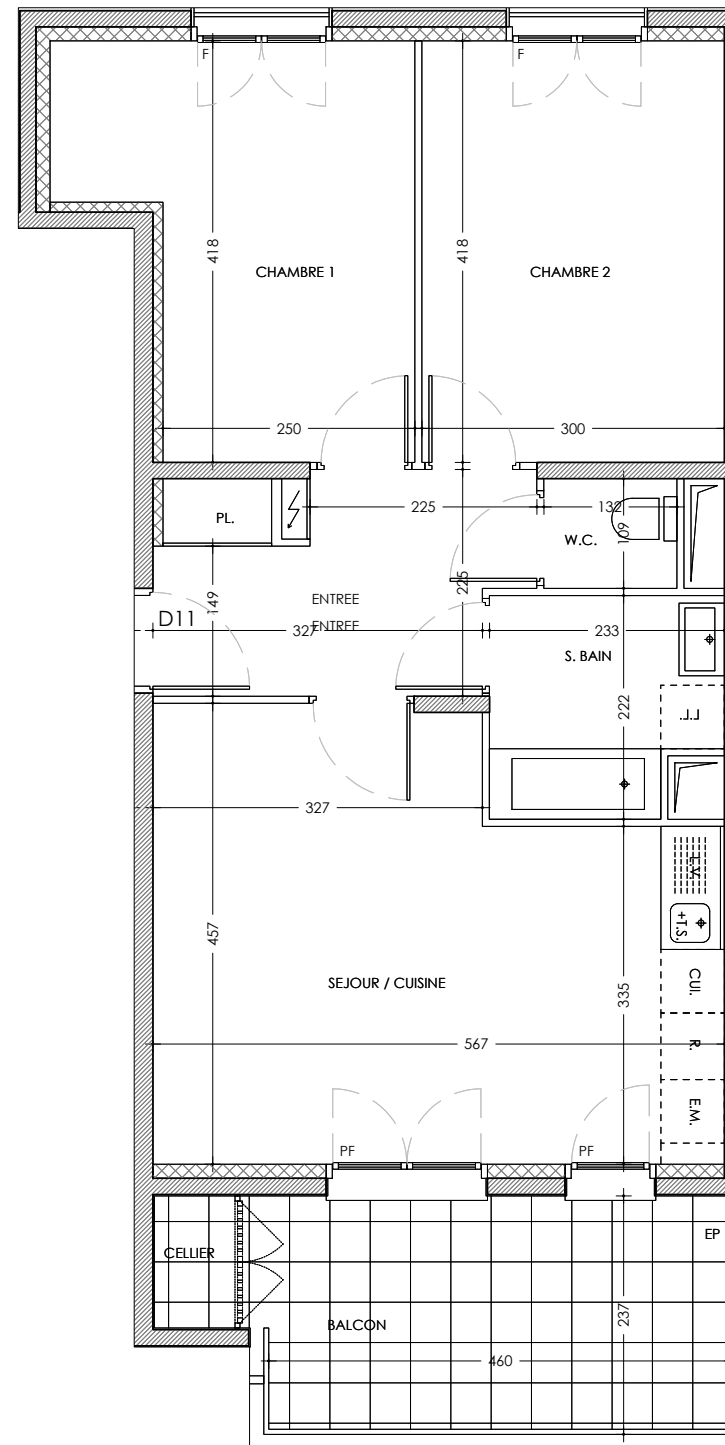 F
F
418
418
CHAMBRE 1
CHAMBRE 2
250
300
PL.
225
132
109
W.C.
225
149
ENTREE
D11
327
ENTREE
233
S. BAIN
222
L.L.
327
L.V.
+T.S.
457
CUI.
SEJOUR / CUISINE
335
567
R.
E.M.
PF
PF
EP
CELLIER
BALCON
237
460